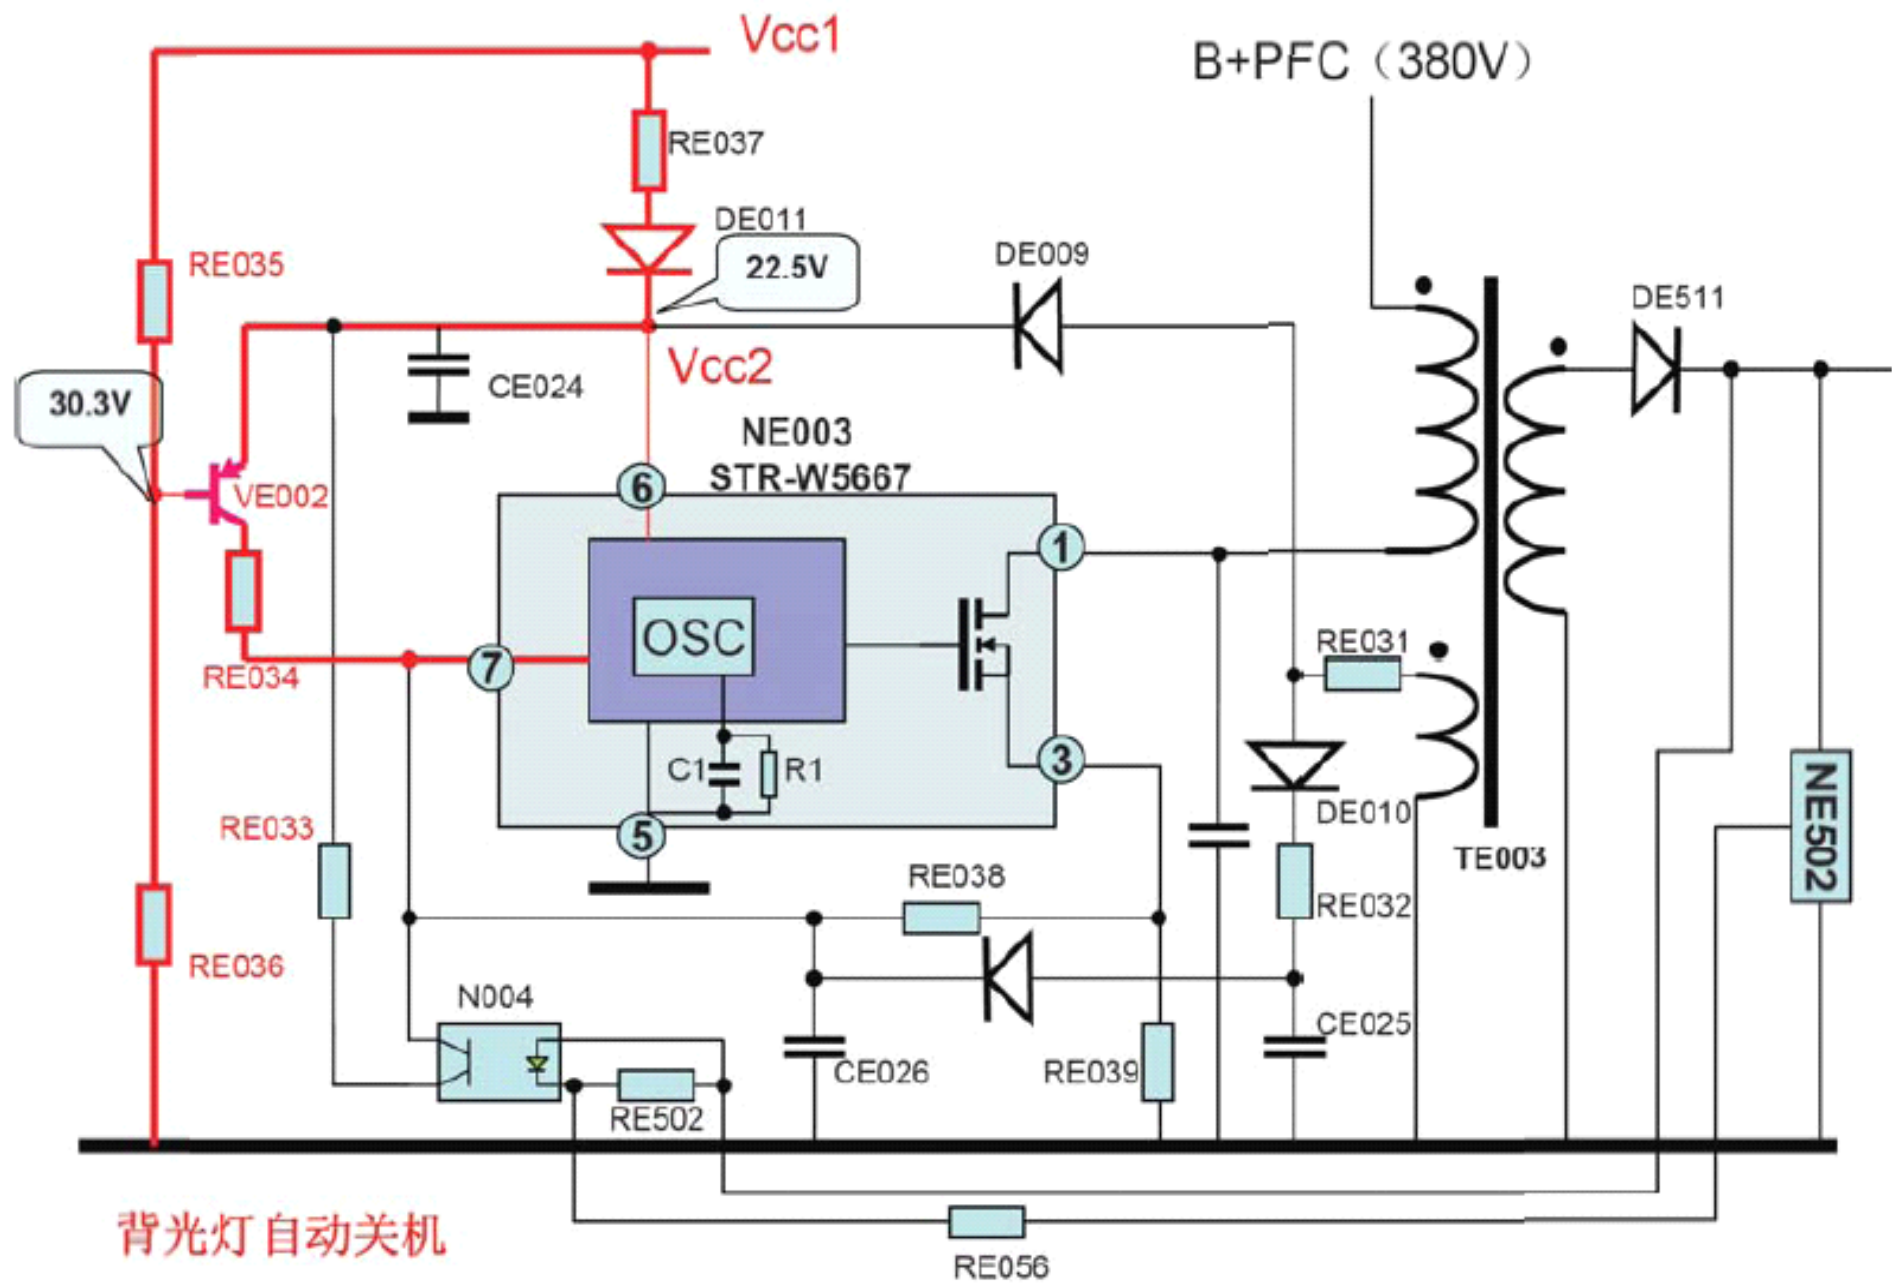 Vcc1
B+PFC（380V）
RE037
DE011
22.5V
DE009
RE035
DE511
Vcc2
CE024
30.3V
NE003
STR-W5667
6
VE002
1
OSC
RE031
7
RE034
3
C1
R1
DE010
RE033
5
TE003
NE502
RE038
RE032
RE036
N004
CE025
CE026
RE039
RE502
背光灯自动关机
RE056